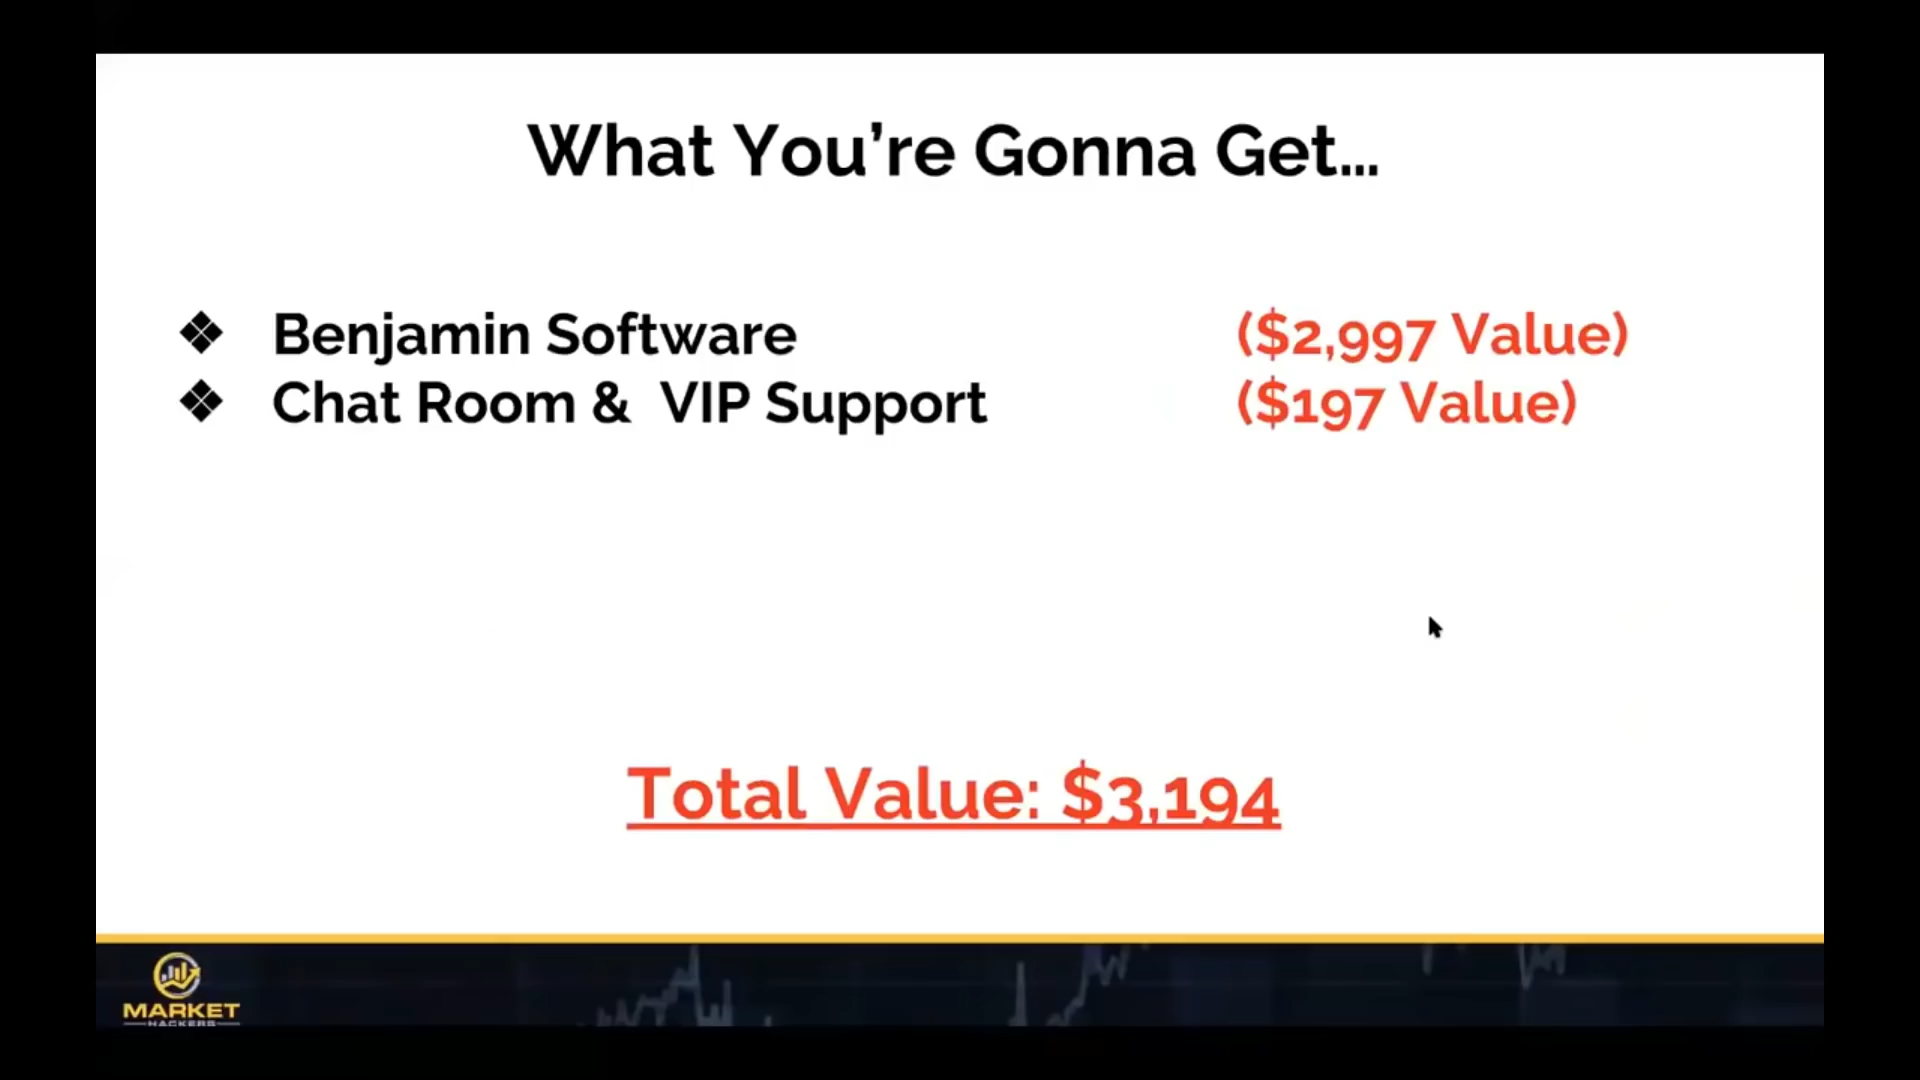 What You’re Gonna Get...
❖ Benjamin Software ($2,997 Value)
❖ Chat Room & VIP Support ($197 Value)
Total Value: $3,194
MARKET
HACKERS